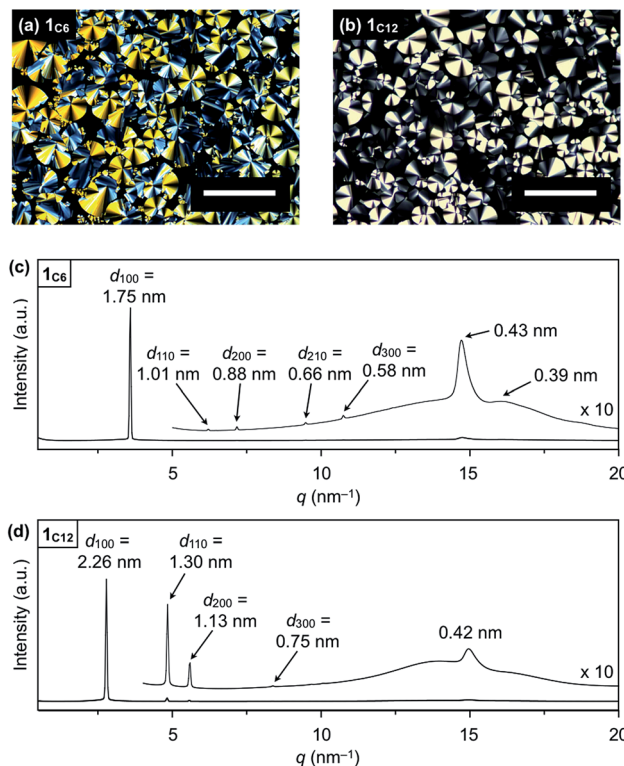 (a) 1C6
(b) 1C12
(c)
1C6
d100 =
1.75 nm
d110 =
1.01 nm
d200 =
0.88 nm
d210 =
0.66 nm
d300 =
0.58 nm
0.43 nm
0.39 nm
x 10
Intensity (a.u.)
5
10
15
20
q (nm–1)
(d)
1C12
d100 =
2.26 nm
d110 =
1.30 nm
d200 =
1.13 nm
d300 =
0.75 nm
0.42 nm
x 10
Intensity (a.u.)
5
10
15
20
q (nm–1)